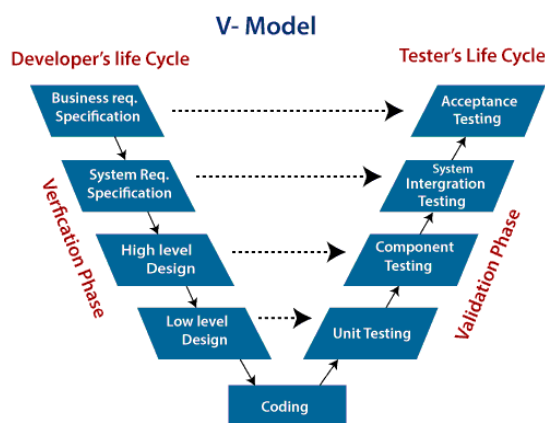 V- Model
Developer's life Cycle
Tester's Life Cycle
Business req.
Specification
Acceptance
Testing
System Req.
Specification
System
Intergration
Testing
Verfication Phase
Validation Phase
High level
Design
Component
Testing
Low level
Design
Unit Testing
Coding